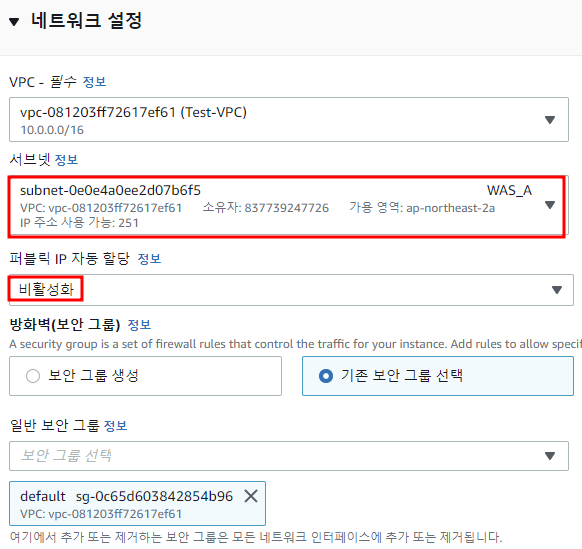 네트워크 설정
VPC - 필수 정보
vpc-081203ff72617ef61 (Test-VPC)
10.0.0.0/16
서브넷 정보
subnet-0e0e4a0ee2d07b6f5 WAS_A
VPC: vpc-081203ff72617ef61 소유자: 837739247726 가용 영역: ap-northeast-2a
IP 주소 사용 가능: 251
퍼블릭 IP 자동 할당 정보
비활성화
방화벽(보안 그룹) 정보
A security group is a set of firewall rules that control the traffic for your instance. Add rules to allow specif
보안 그룹 생성 기존 보안 그룹 선택
일반 보안 그룹 정보
보안 그룹 선택
default sg-0c65d603842854b96
VPC: vpc-081203ff72617ef61
여기에서 추가 또는 제거하는 보안 그룹은 모든 네트워크 인터페이스에 추가 또는 제거됩니다.